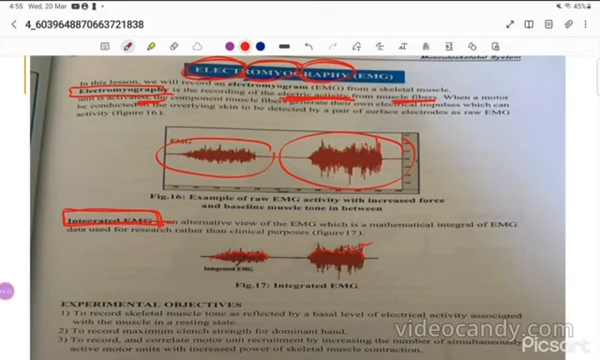 4:55 Wed, 20 Mar
45%
4_6039648870663721838
Musculoskeletal System
ELECTROMYOGRAPHY (EMG)
In this lesson, we will record an electromyogram (EMG) from a skeletal muscle.
Electromyography is the recording of the electric activity from muscle fibers. When a motor
unit is activated, the component muscle fibers generate their own electrical impulses which can
be conducted to the overlying skin to be detected by a pair of surface electrodes as raw EMG
activity (figure 16).
EMG
Fig.16: Example of raw EMG activity with increased force
and baseline muscle tone in between
Integrated EMG is an alternative view of the EMG which is a mathematical integral of EMG
data used for research rather than clinical purposes (figure17).
Integrated EMG
Fig.17: Integrated EMG
EXPERIMENTAL OBJECTIVES
1) To record skeletal muscle tone as reflected by a basal level of electrical activity associated
with the muscle in a resting state.
2) To record maximum clench strength for dominant hand.
3) To record, and correlate motor unit recruitment by increasing the number of simultaneously
active motor units with increased power of skeletal muscle contraction.
videocandy.com
Picsart